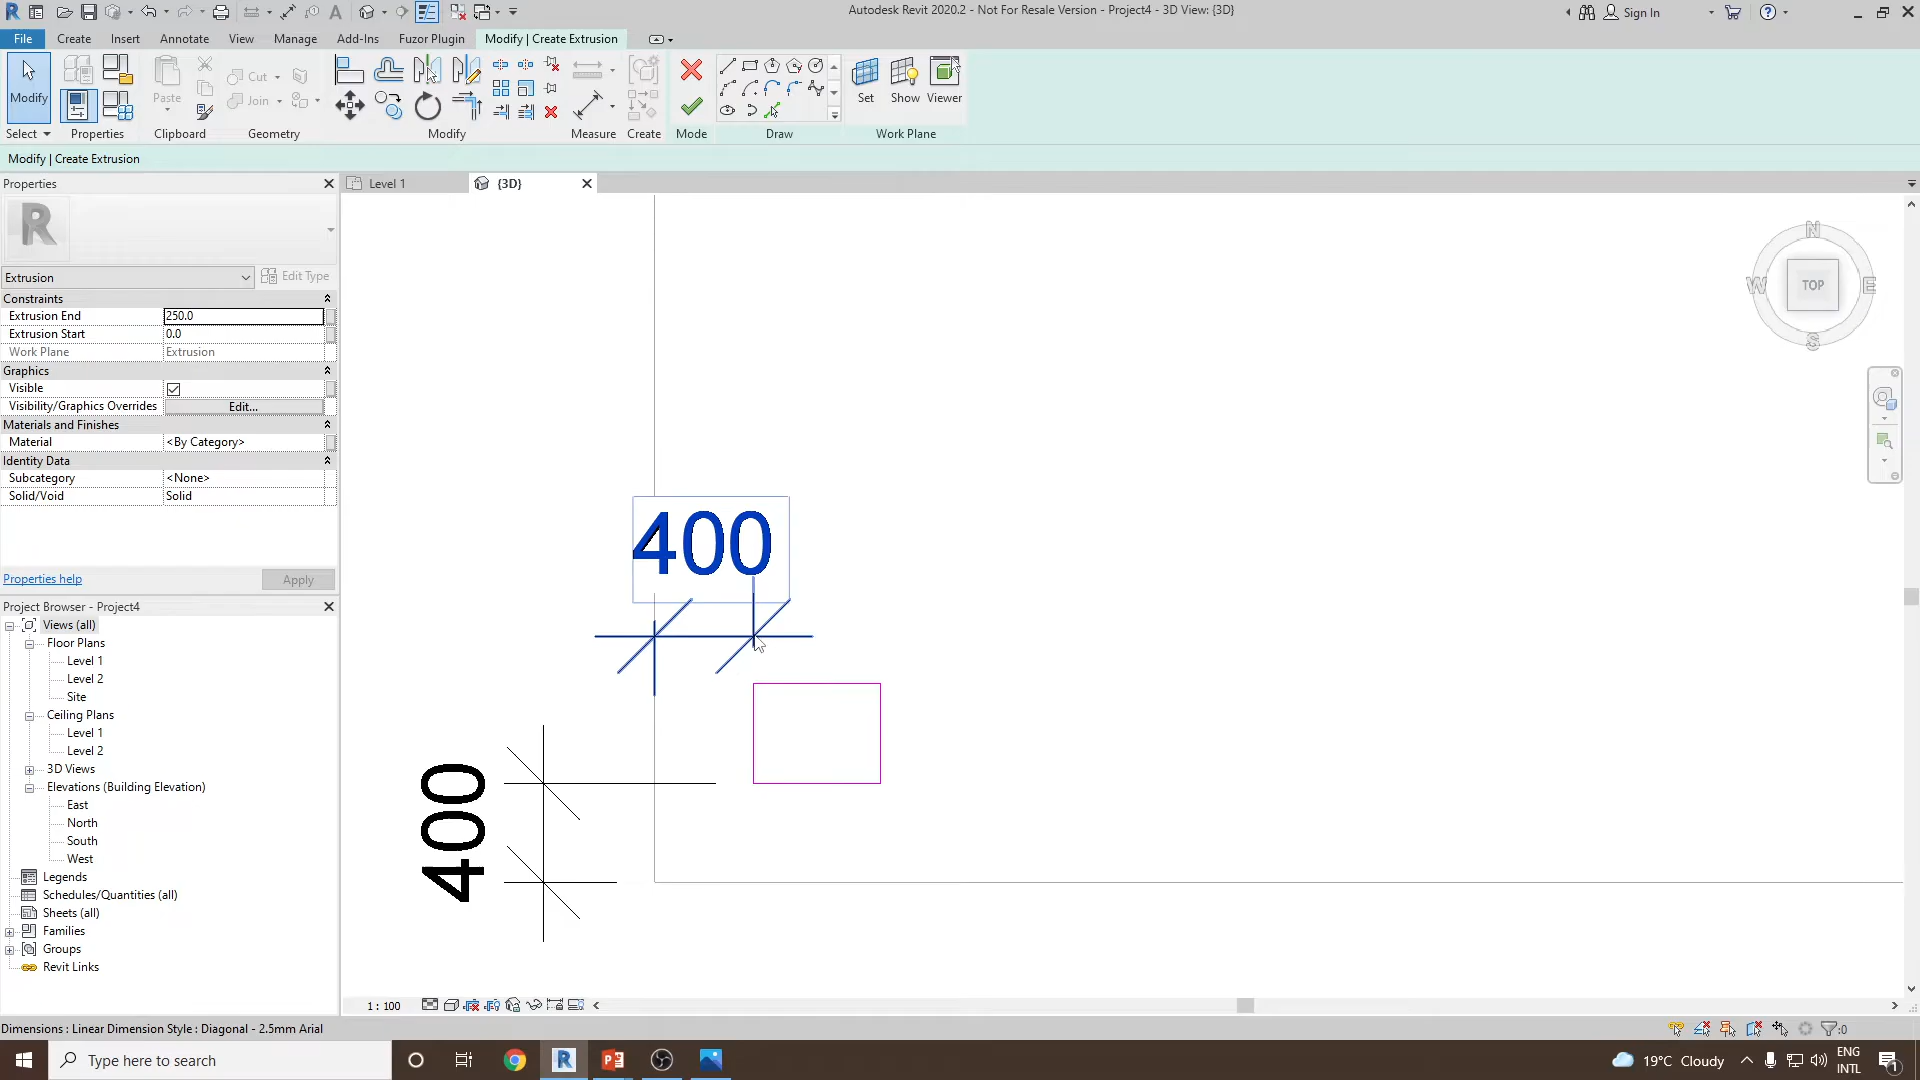 Autodesk Revit 2020.2 - Not For Resale Version - Project4 - 3D View: {3D}
Sign In
File
Create
Insert
Annotate
View
Manage
Add-Ins
Fuzor Plugin
Modify | Create Extrusion
Modify
Paste
Cut
Join
Set
Show
Viewer
Select
Properties
Clipboard
Geometry
Modify
Measure
Create
Mode
Draw
Work Plane
Modify | Create Extrusion
Properties
Level 1
{3D}
R
Extrusion
Edit Type
Constraints
Extrusion End
250.0
Extrusion Start
0.0
Work Plane
Extrusion
Graphics
Visible
Visibility/Graphics Overrides
Edit...
Materials and Finishes
Material
<By Category>
Identity Data
Subcategory
<None>
Solid/Void
Solid
Properties help
Apply
Project Browser - Project4
Views (all)
Floor Plans
Level 1
Level 2
Site
Ceiling Plans
Level 1
Level 2
3D Views
Elevations (Building Elevation)
East
North
South
West
Legends
Schedules/Quantities (all)
Sheets (all)
Families
Groups
Revit Links
400
400
N
W
TOP
E
S
1 : 100
Dimensions : Linear Dimension Style : Diagonal - 2.5mm Arial
:0
Type here to search
19°C Cloudy
ENG
INTL
1